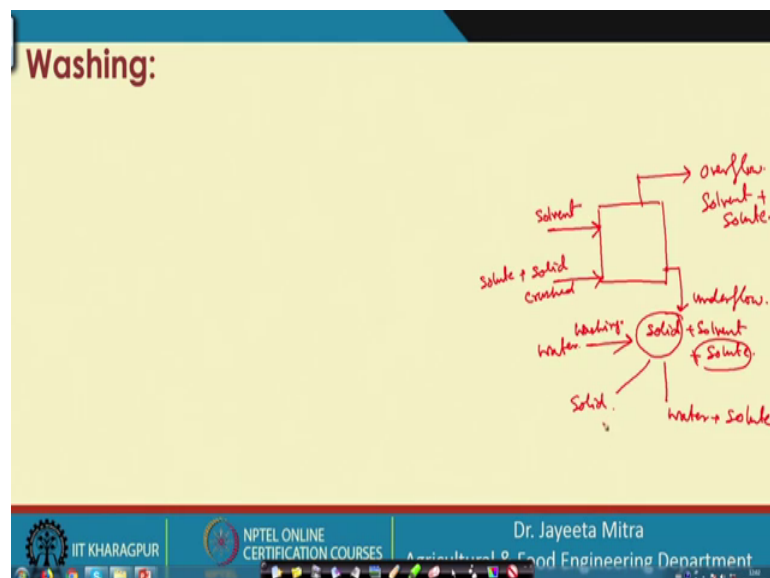 Washing:
overflow.
Solvent +
Solute.
Solvent
Solute + Solid
crushed
underflow.
Washing.
Water.
Solid + Solvent
+ Solute.
Solid.
Water + Solute
IIT KHARAGPUR
NPTEL ONLINE
CERTIFICATION COURSES
Dr. Jayeeta Mitra
Agricultural & Food Engineering Department